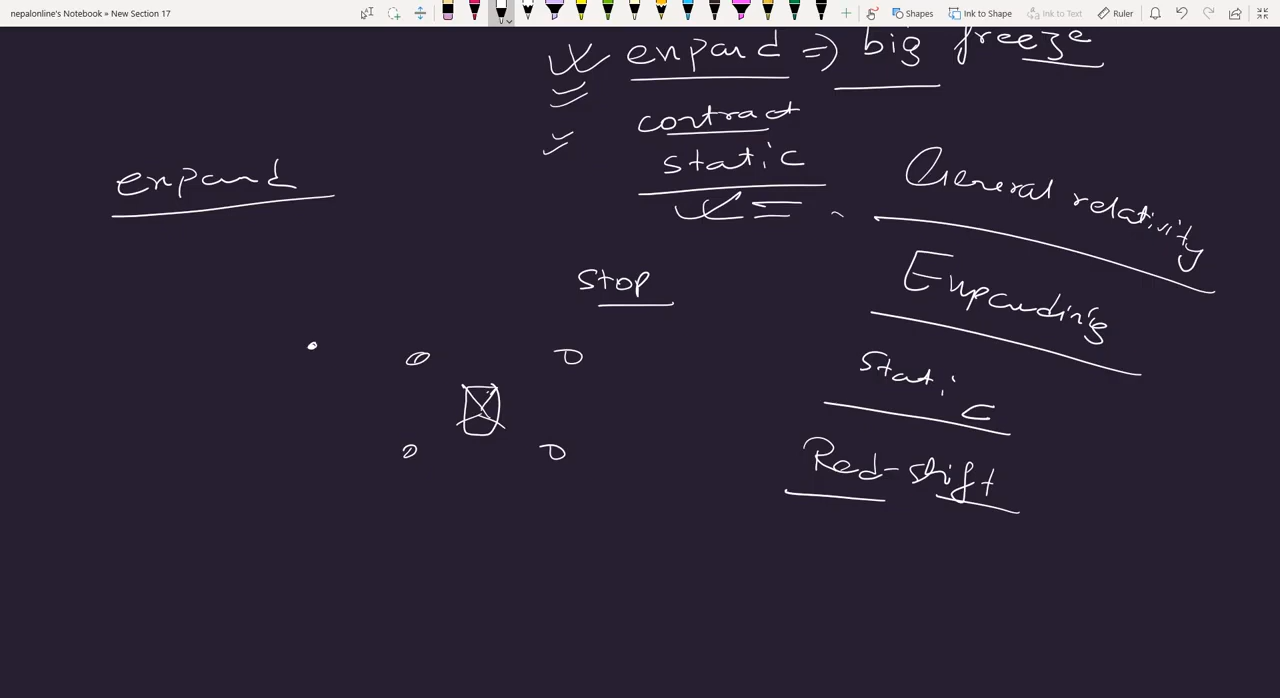 nepalonline's Notebook » New Section 17
Shapes
Ink to Shape
Ink to Text
Ruler
expand => big freeze
contract
static
expand
General relativity
stop
Expanding
static
Red-shift